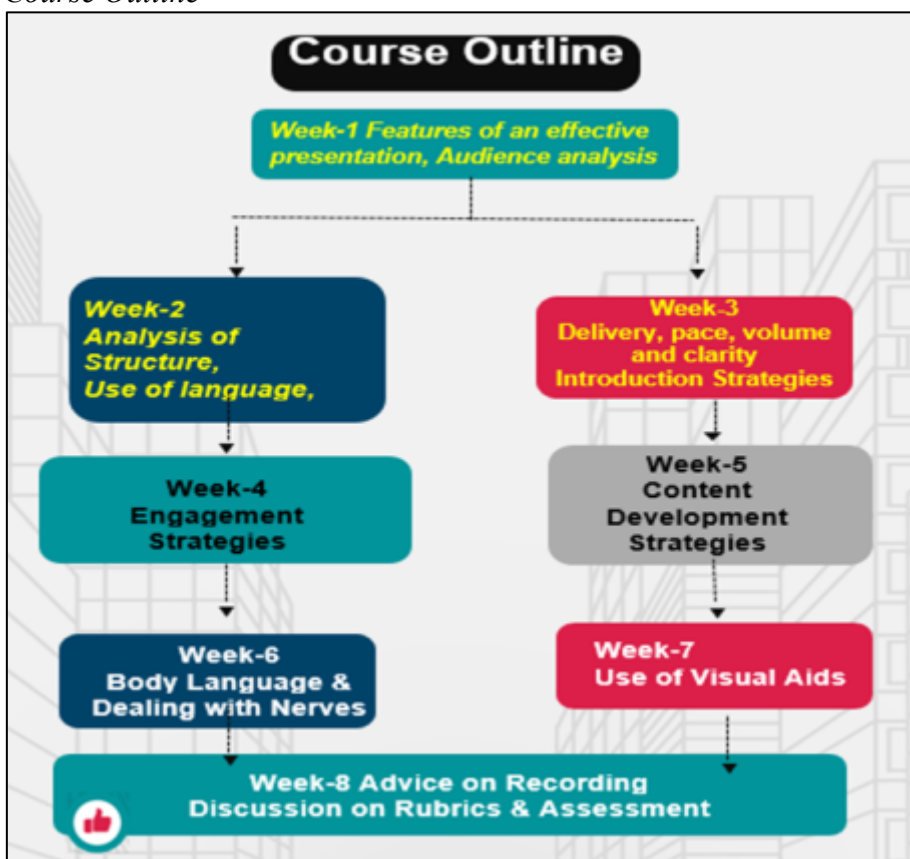 Course Outline
Course Outline
Week-1 Features of an effective
presentation, Audience analysis
Week-2
Analysis of
Structure,
Use of language,
Week-3
Delivery, pace, volume
and clarity
Introduction Strategies
Week-4
Engagement
Strategies
Week-5
Content
Development
Strategies
Week-6
Body Language &
Dealing with Nerves
Week-7
Use of Visual Aids
Week-8 Advice on Recording
Discussion on Rubrics & Assessment